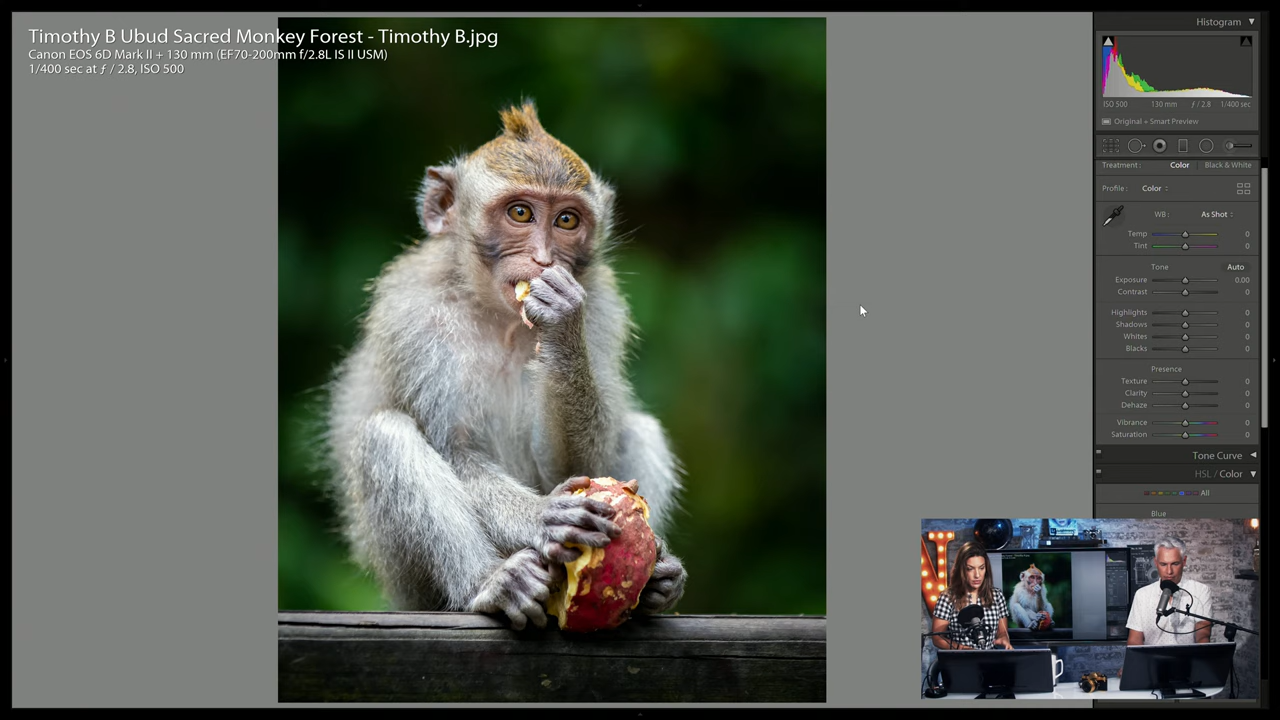 Timothy B Ubud Sacred Monkey Forest - Timothy B.jpg
Canon EOS 6D Mark II + 130 mm (EF70-200mm f/2.8L IS II USM)
1/400 sec at ƒ / 2.8, ISO 500
Histogram
ISO 500 130 mm ƒ / 2.8 1/400 sec
Original + Smart Preview
Treatment : Color Black & White
Profile : Color
WB : As Shot
Temp 0
Tint 0
Tone Auto
Exposure 0.00
Contrast 0
Highlights 0
Shadows 0
Whites 0
Blacks 0
Presence
Texture 0
Clarity 0
Dehaze 0
Vibrance 0
Saturation 0
Tone Curve
HSL / Color
All
Blue
N